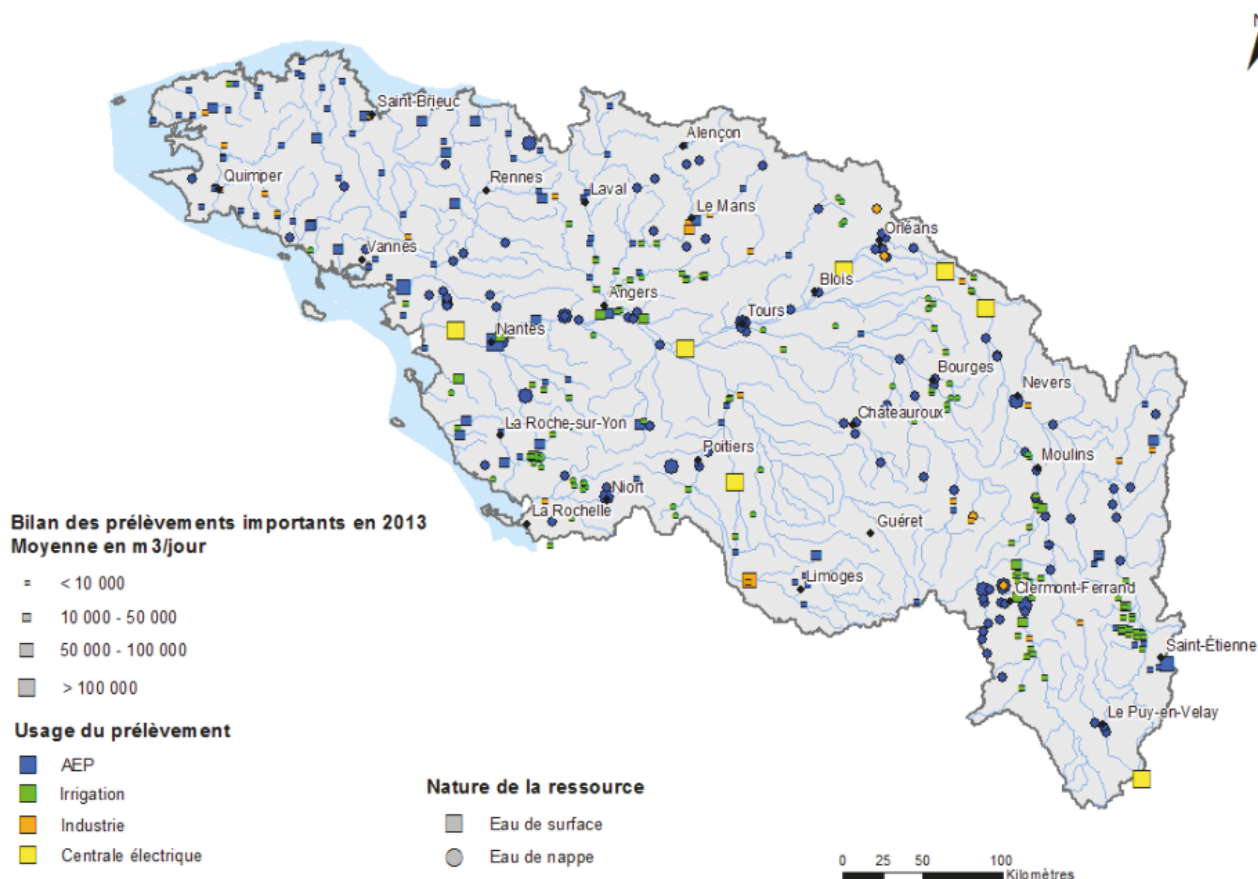 N
Saint-Brieuc
Alençon
Quimper
Rennes
Laval
Le Mans
Orléans
Vannes
Blois
Angers
Tours
Nantes
Bourges
Nevers
Châteauroux
La Roche-sur-Yon
Poitiers
Moulins
Niort
La Rochelle
Guéret
Limoges
Clermont-Ferrand
Saint-Étienne
Le Puy-en-Velay
Bilan des prélèvements importants en 2013
Moyenne en m3/jour
< 10 000
10 000 - 50 000
50 000 - 100 000
> 100 000
Usage du prélèvement
AEP
Irrigation
Industrie
Centrale électrique
Nature de la ressource
Eau de surface
Eau de nappe
0 25 50 100
Kilomètres